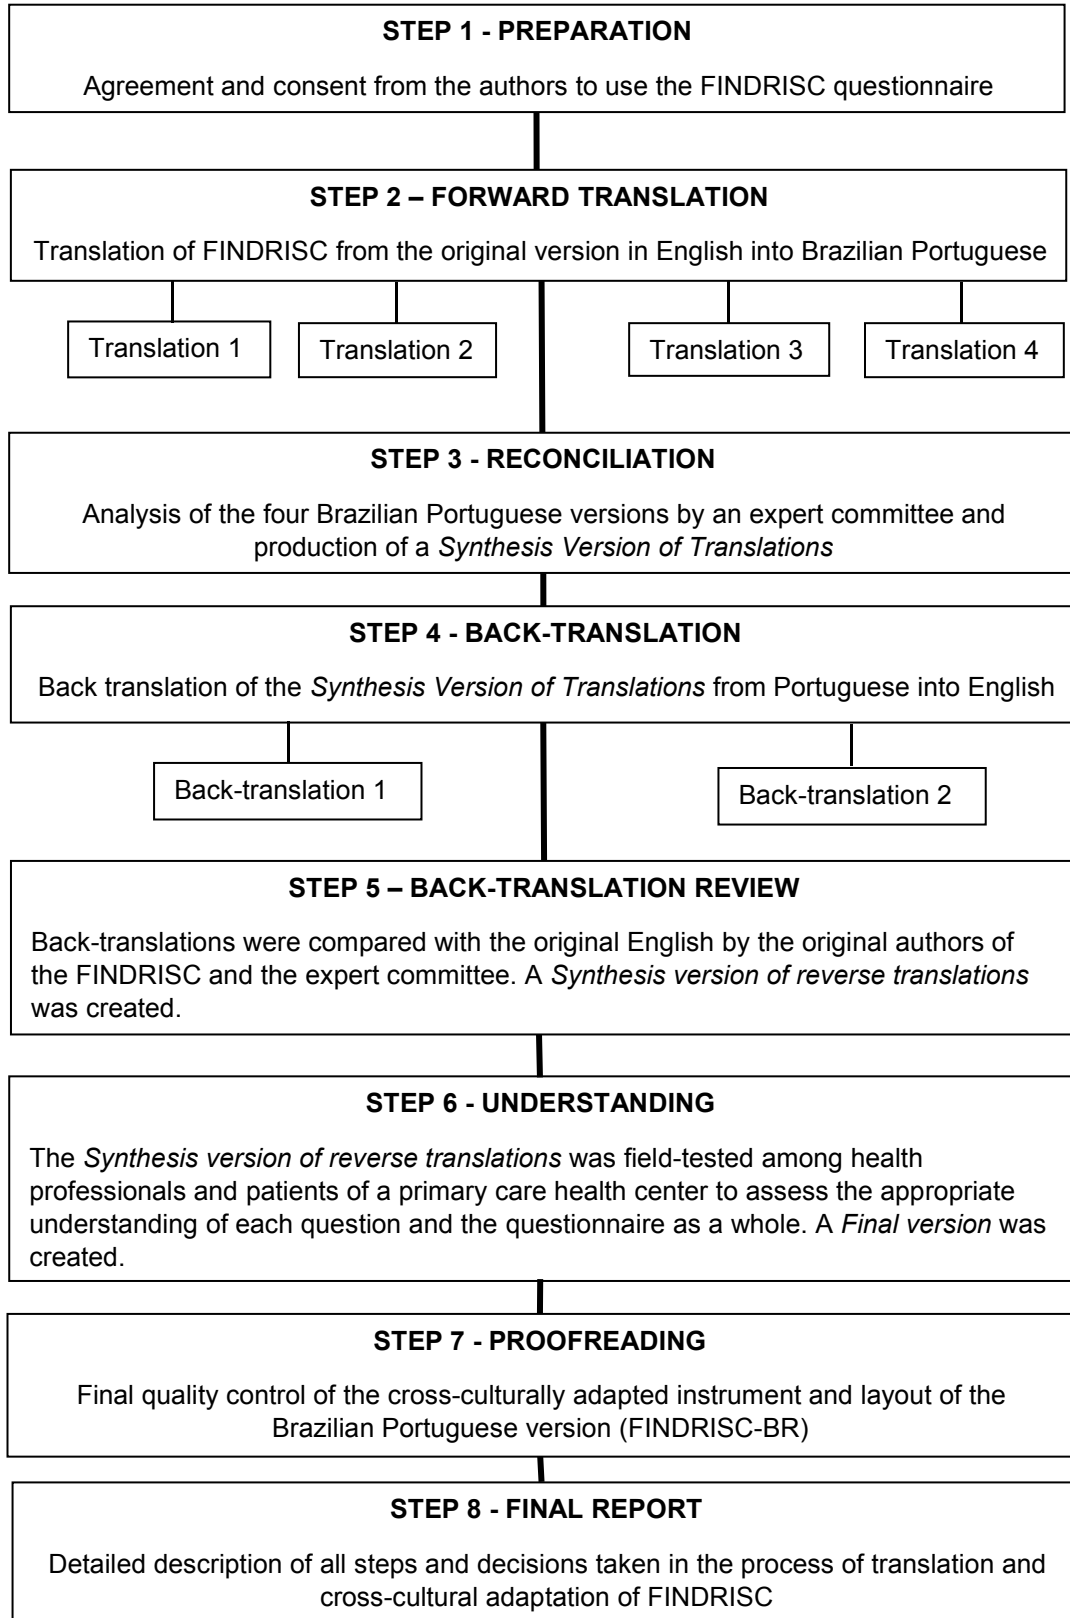 STEP 1 - PREPARATION
Agreement and consent from the authors to use the FINDRISC questionnaire
STEP 2 – FORWARD TRANSLATION
Translation of FINDRISC from the original version in English into Brazilian Portuguese
Translation 1
Translation 2
Translation 3
Translation 4
STEP 3 - RECONCILIATION
Analysis of the four Brazilian Portuguese versions by an expert committee and
production of a Synthesis Version of Translations
STEP 4 - BACK-TRANSLATION
Back translation of the Synthesis Version of Translations from Portuguese into English
Back-translation 1
Back-translation 2
STEP 5 – BACK-TRANSLATION REVIEW
Back-translations were compared with the original English by the original authors of
the FINDRISC and the expert committee. A Synthesis version of reverse translations
was created.
STEP 6 - UNDERSTANDING
The Synthesis version of reverse translations was field-tested among health
professionals and patients of a primary care health center to assess the appropriate
understanding of each question and the questionnaire as a whole. A Final version was
created.
STEP 7 - PROOFREADING
Final quality control of the cross-culturally adapted instrument and layout of the
Brazilian Portuguese version (FINDRISC-BR)
STEP 8 - FINAL REPORT
Detailed description of all steps and decisions taken in the process of translation and
cross-cultural adaptation of FINDRISC